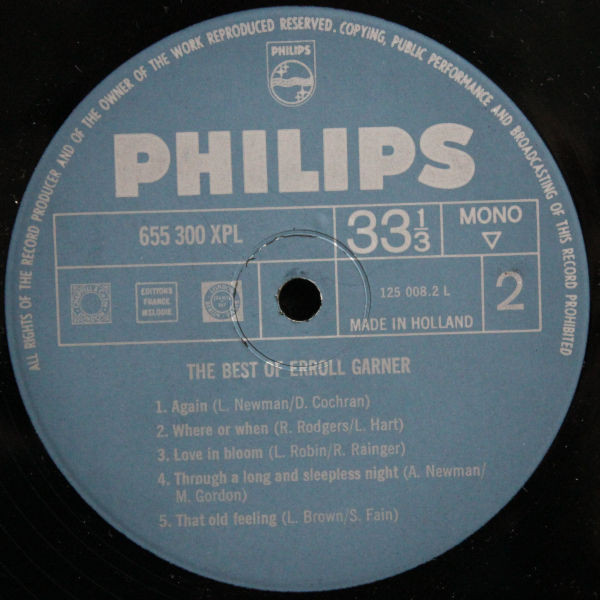 ALL RIGHTS OF THE RECORD PRODUCER AND OF THE OWNER OF THE WORK REPRODUCED RESERVED. COPYING, PUBLIC PERFORMANCE AND BROADCASTING OF THIS RECORD PROHIBITED
PHILIPS
PHILIPS
655 300 XPL
33 1/3
MONO
EDITIONS
FRANCE
MELODIE
125 008.2 L
2
MADE IN HOLLAND
THE BEST OF ERROLL GARNER
1. Again (L. Newman/D. Cochran)
2. Where or when (R. Rodgers/L. Hart)
3. Love in bloom (L. Robin/R. Rainger)
4. Through a long and sleepless night (A. Newman/
M. Gordon)
5. That old feeling (L. Brown/S. Fain)